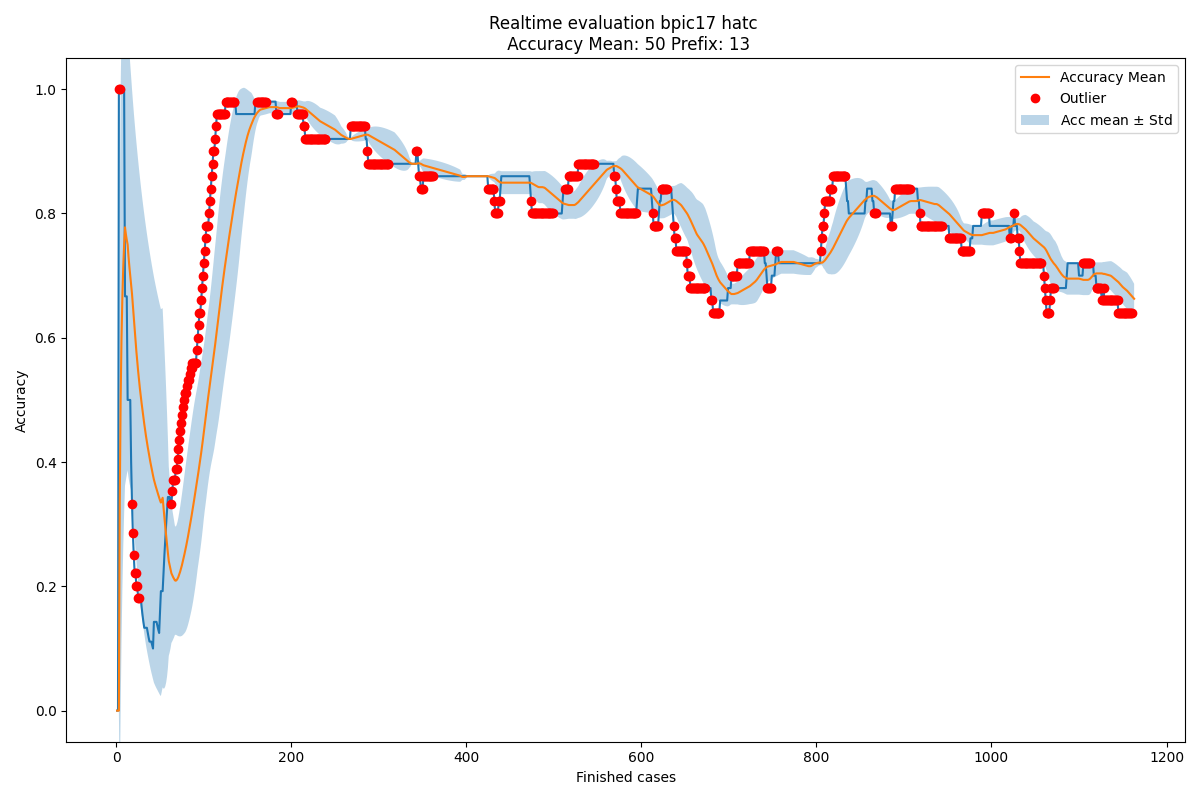 Realtime evaluation bpic17 hatc
Accuracy Mean: 50 Prefix: 13
Accuracy Mean
Outlier
Acc mean ± Std
1.0
0.8
0.6
0.4
0.2
0.0
Accuracy
0 200 400 600 800 1000 1200
Finished cases